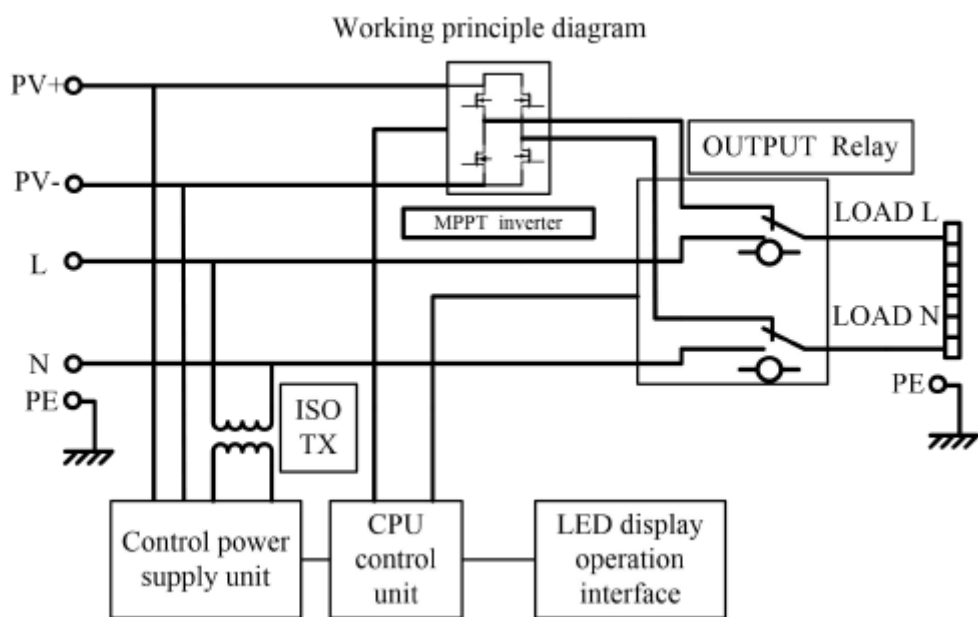 Working principle diagram
PV+
PV-
MPPT inverter
OUTPUT Relay
LOAD L
L
LOAD N
N
PE
PE
ISO
TX
Control power
supply unit
CPU
control
unit
LED display
operation
interface